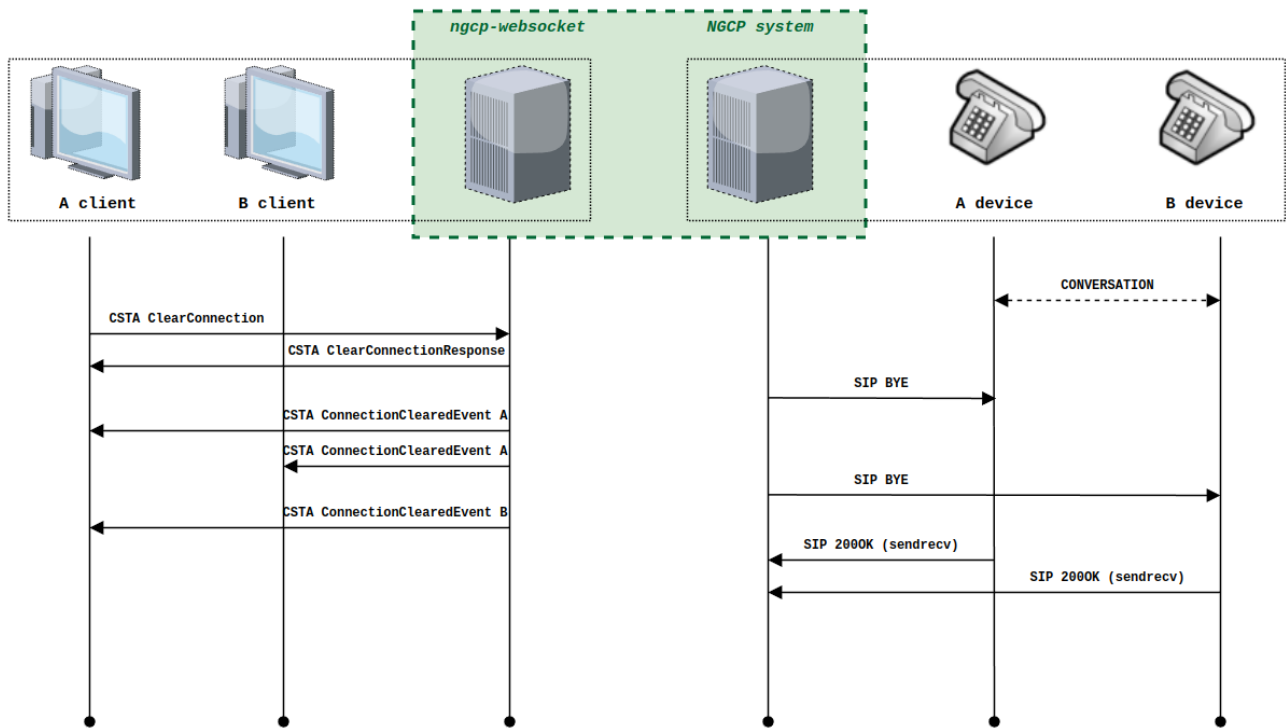 ngcp-websocket
NGCP system
A client
B client
A device
B device
CONVERSATION
CSTA ClearConnection
CSTA ClearConnectionResponse
SIP BYE
CSTA ConnectionClearedEvent A
CSTA ConnectionClearedEvent A
SIP BYE
CSTA ConnectionClearedEvent B
SIP 200OK (sendrecv)
SIP 200OK (sendrecv)